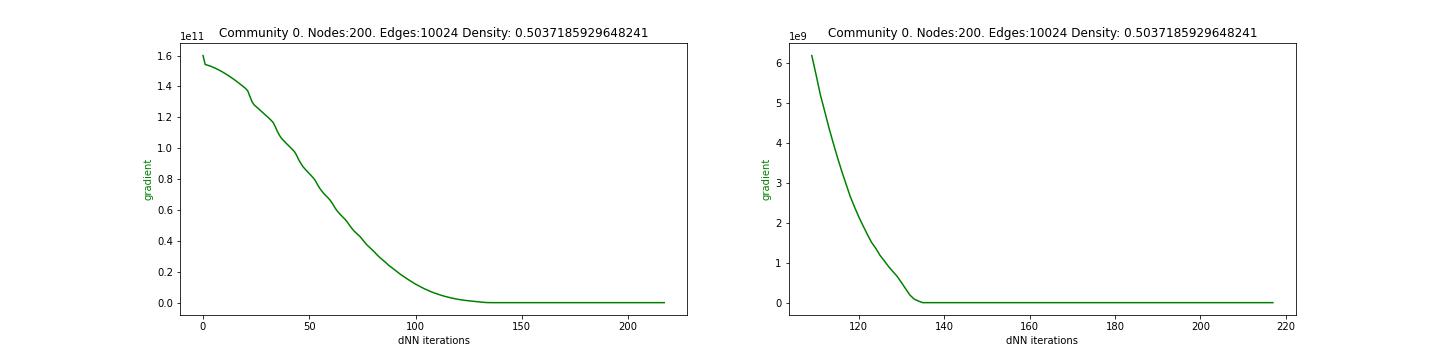 Community 0. Nodes:200. Edges:10024 Density: 0.5037185929648241
1e11
1.6
1.4
1.2
1.0
0.8
0.6
0.4
0.2
0.0
gradient
0 50 100 150 200
dNN iterations
Community 0. Nodes:200. Edges:10024 Density: 0.5037185929648241
1e9
6
5
4
3
2
1
0
gradient
120 140 160 180 200 220
dNN iterations